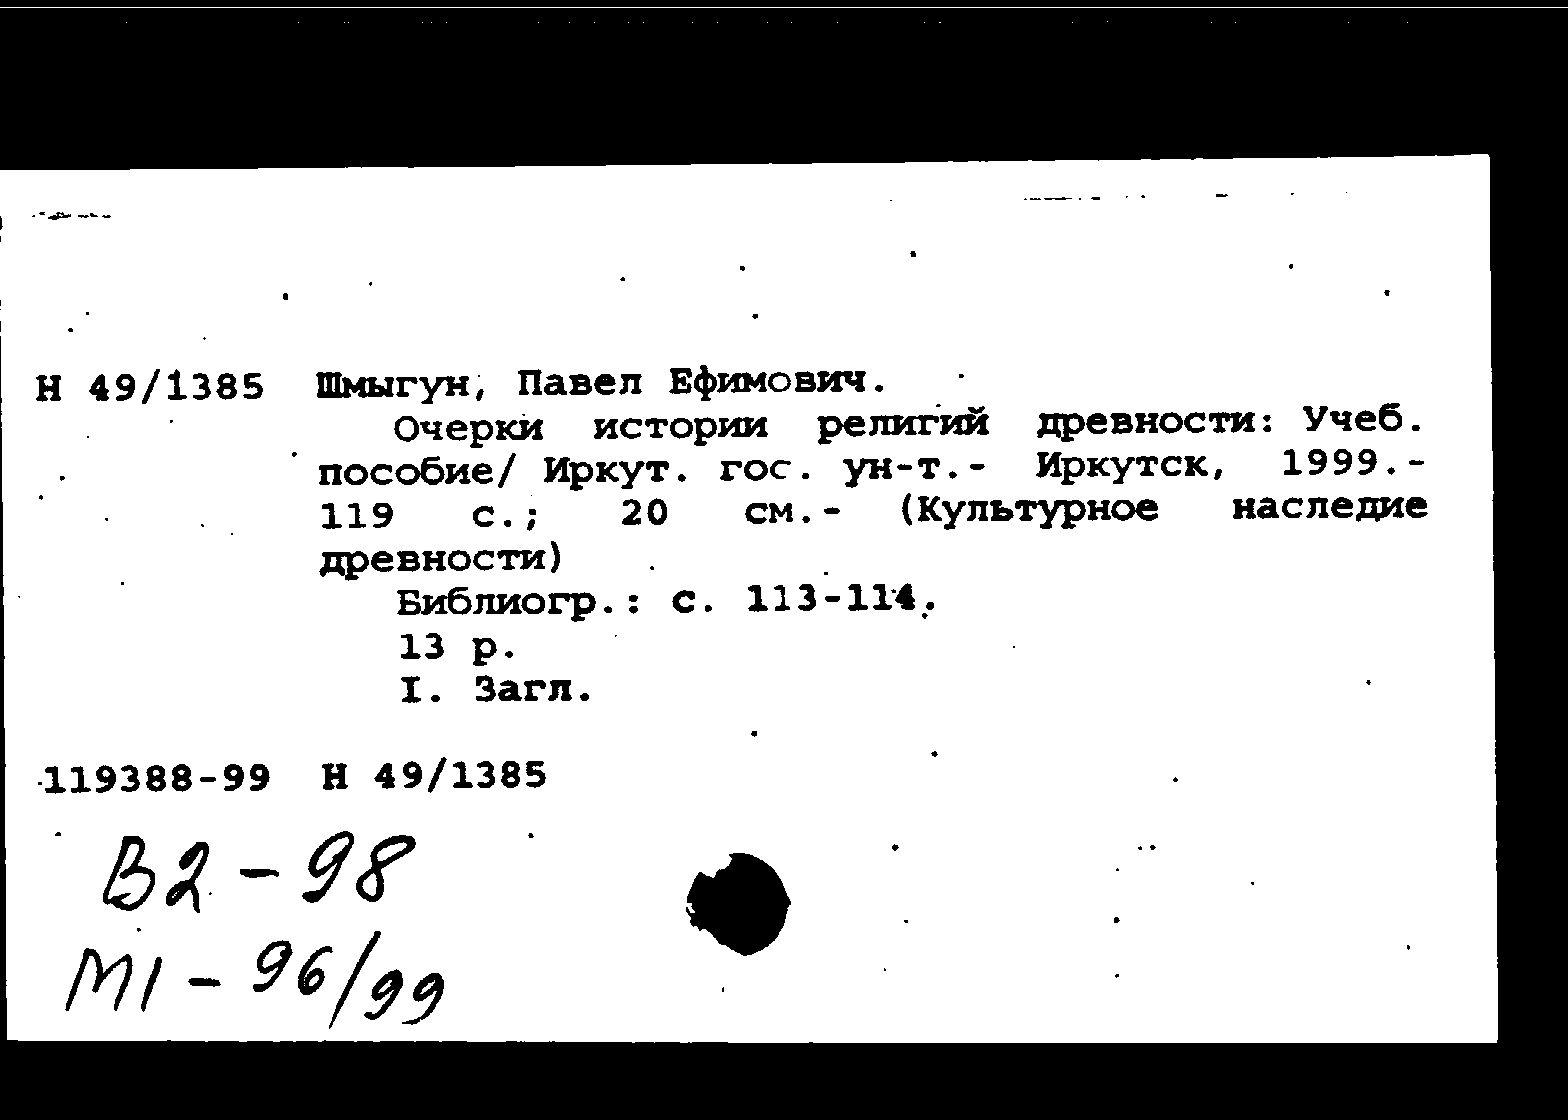 Н 49/1385 Шмыгун, Павел Ефимович.
Очерки истории религий древности: Учеб.
пособие/ Иркут. гос. ун-т.- Иркутск, 1999.-
119 с.; 20 см.- (Культурное наследие
древности)
Библиогр.: с. 113-114.
13 р.
I. Загл.
119388-99 Н 49/1385
В2-98
М1-96/99